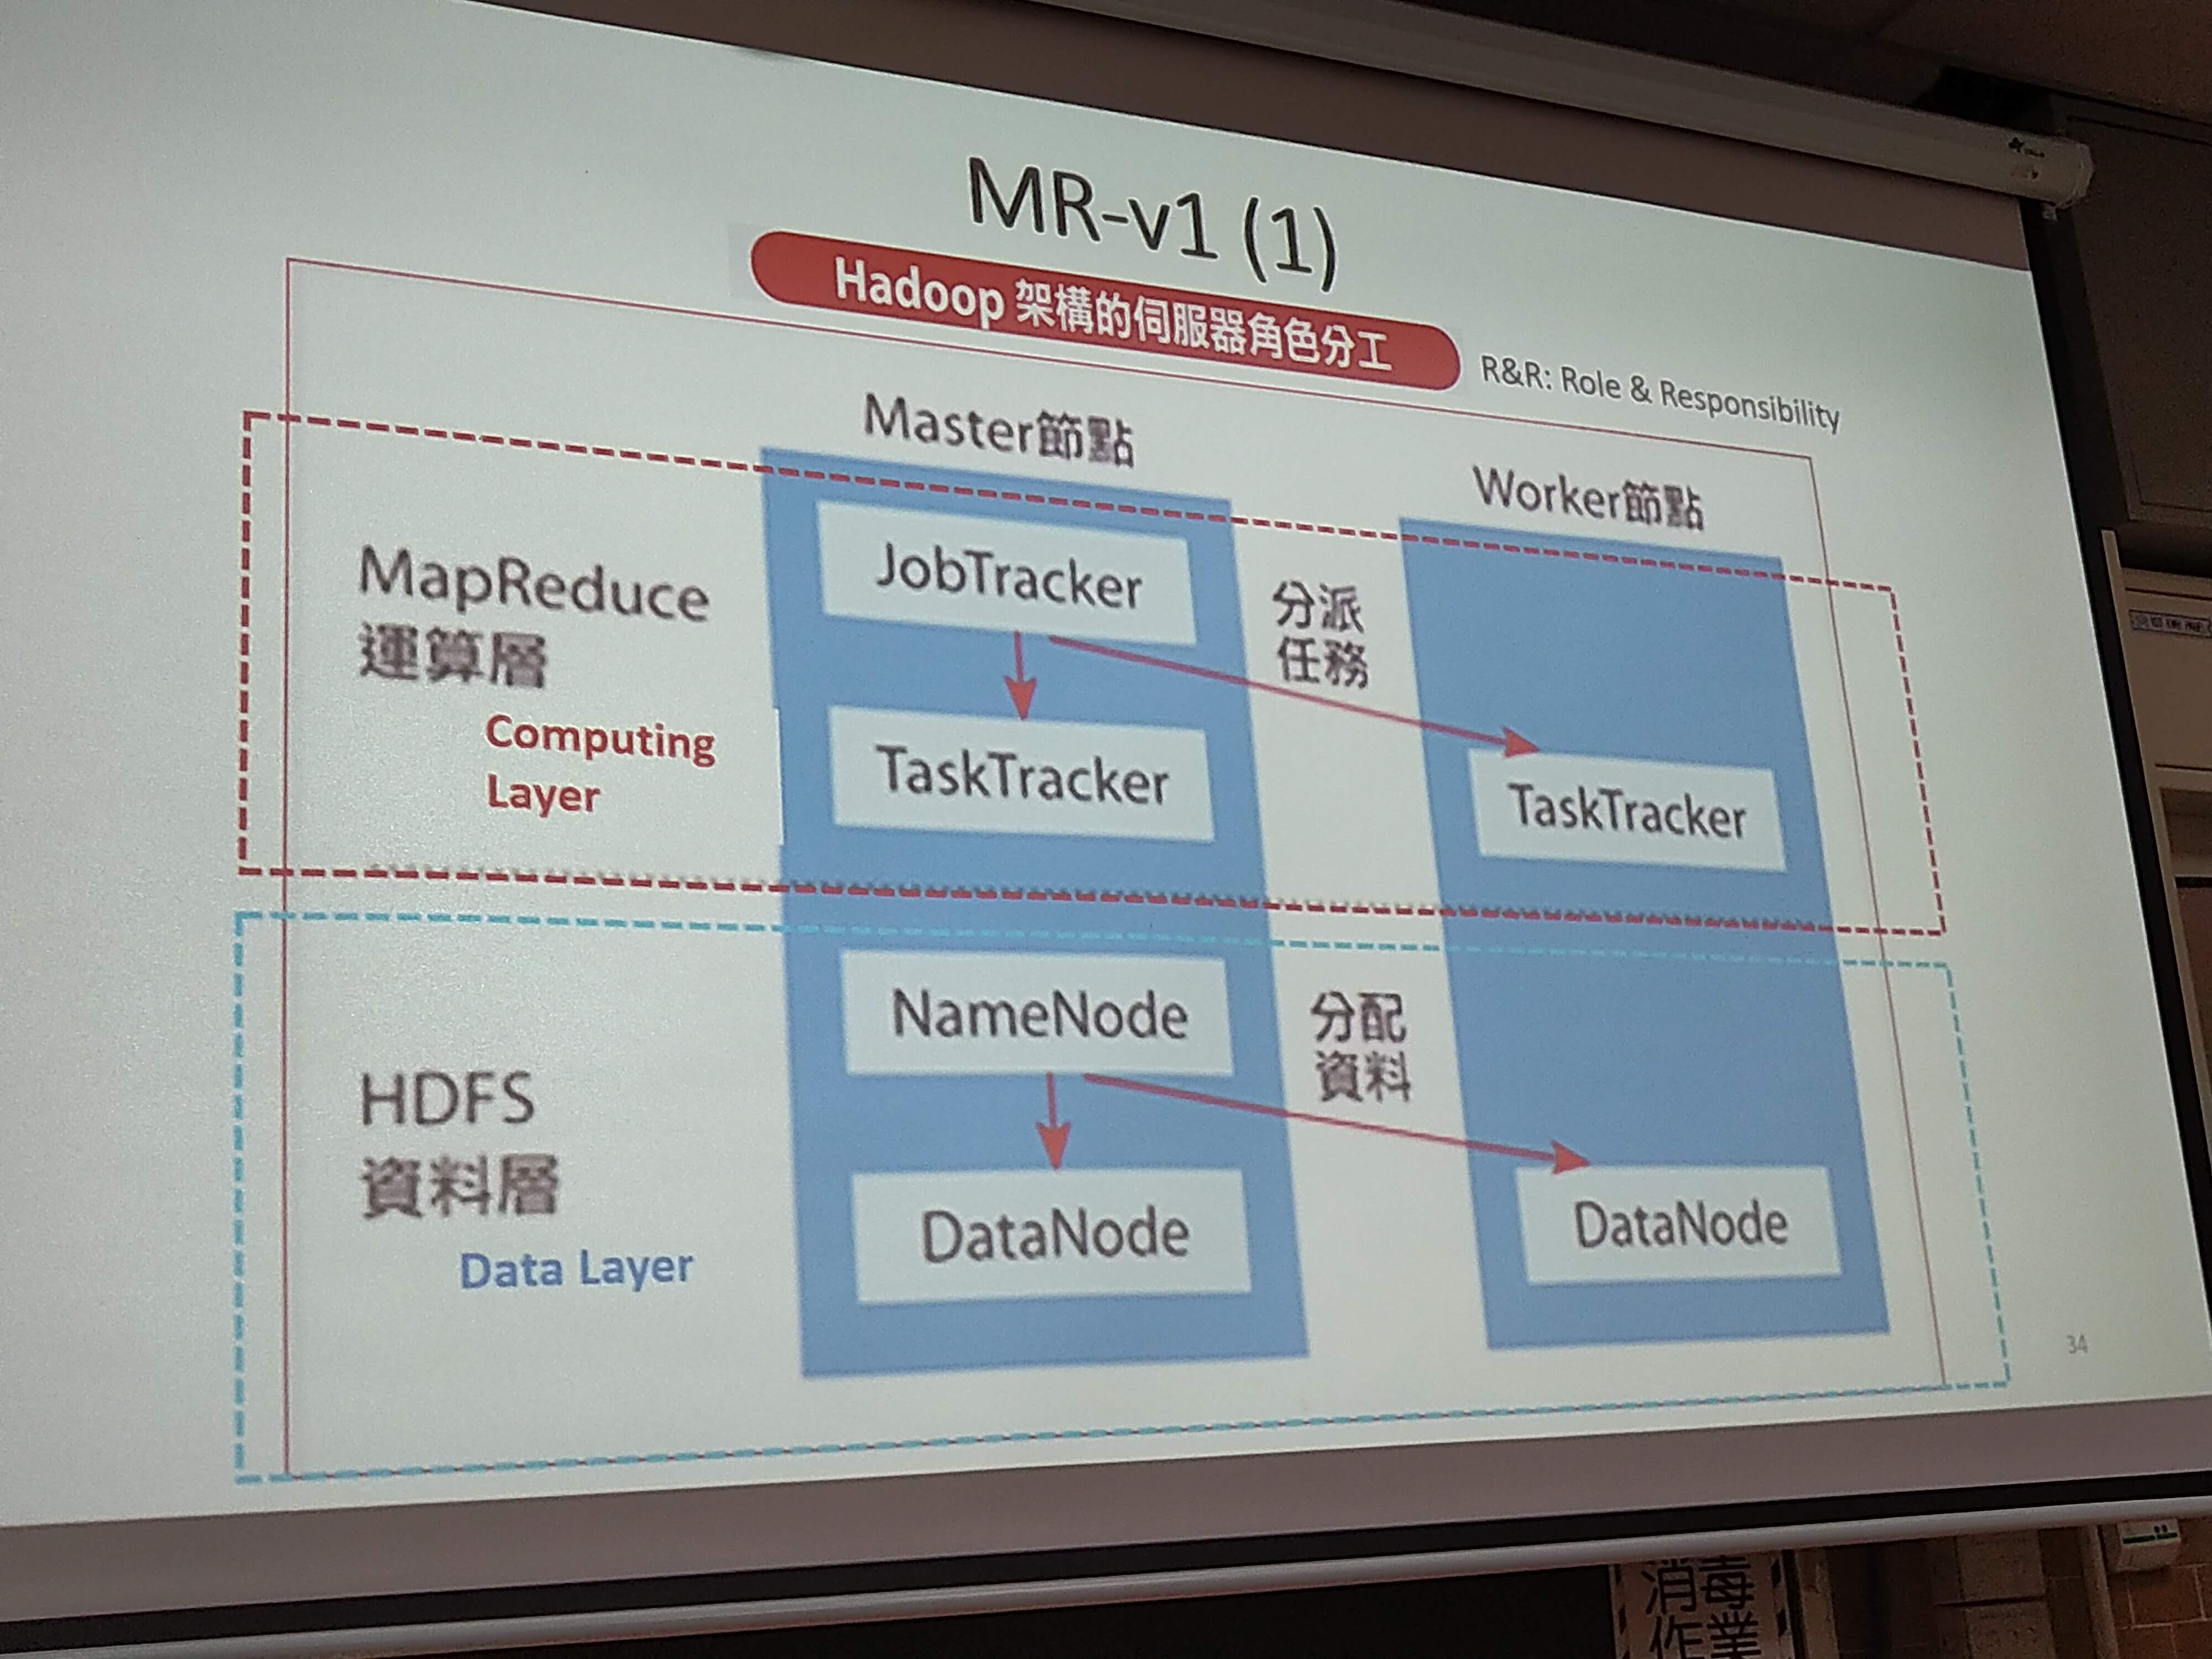 MR-v1 (1)
Hadoop 架構的伺服器角色分工
R&R: Role & Responsibility
Master節點
Worker節點
MapReduce
運算層
Computing
Layer
JobTracker
分派
任務
TaskTracker
TaskTracker
HDFS
資料層
Data Layer
NameNode
分配
資料
DataNode
DataNode
34
消毒
作業